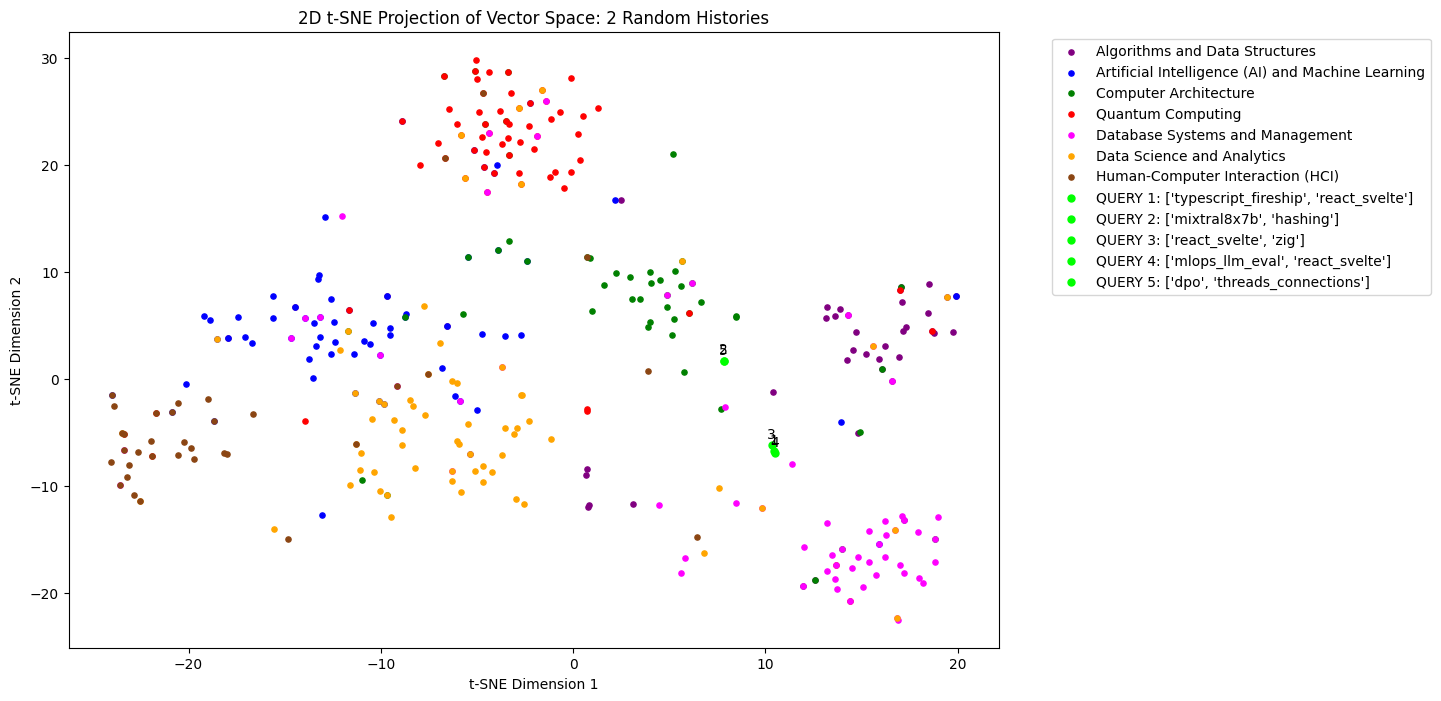 2D t-SNE Projection of Vector Space: 2 Random Histories
t-SNE Dimension 2
30
20
10
0
−10
−20
−20
−10
0
10
20
t-SNE Dimension 1
2
3
4
Algorithms and Data Structures
Artificial Intelligence (AI) and Machine Learning
Computer Architecture
Quantum Computing
Database Systems and Management
Data Science and Analytics
Human-Computer Interaction (HCI)
QUERY 1: ['typescript_fireship', 'react_svelte']
QUERY 2: ['mixtral8x7b', 'hashing']
QUERY 3: ['react_svelte', 'zig']
QUERY 4: ['mlops_llm_eval', 'react_svelte']
QUERY 5: ['dpo', 'threads_connections']